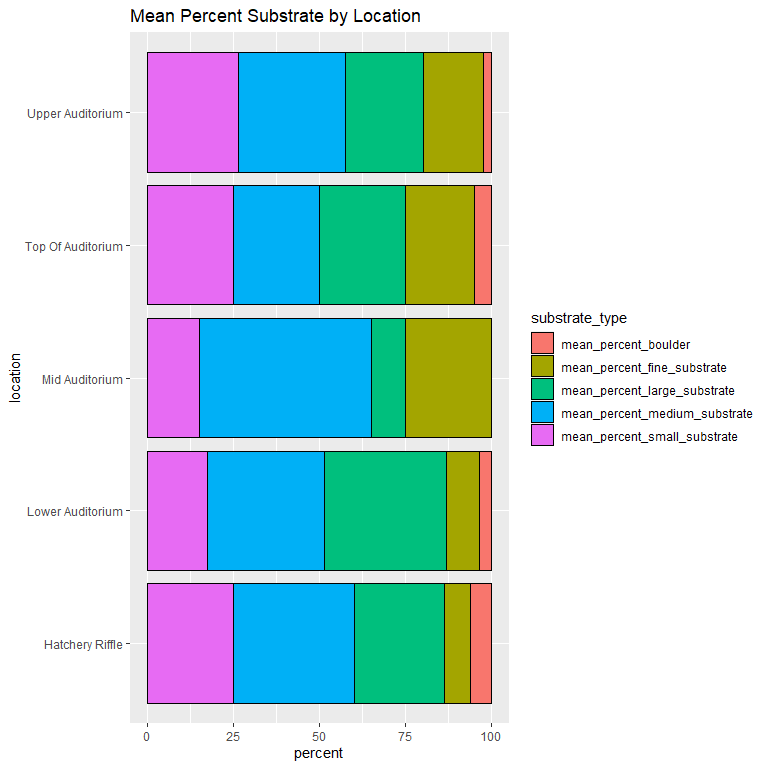 Mean Percent Substrate by Location
Upper Auditorium
Top Of Auditorium
Mid Auditorium
Lower Auditorium
Hatchery Riffle
location
0 25 50 75 100
percent
substrate_type
mean_percent_boulder
mean_percent_fine_substrate
mean_percent_large_substrate
mean_percent_medium_substrate
mean_percent_small_substrate